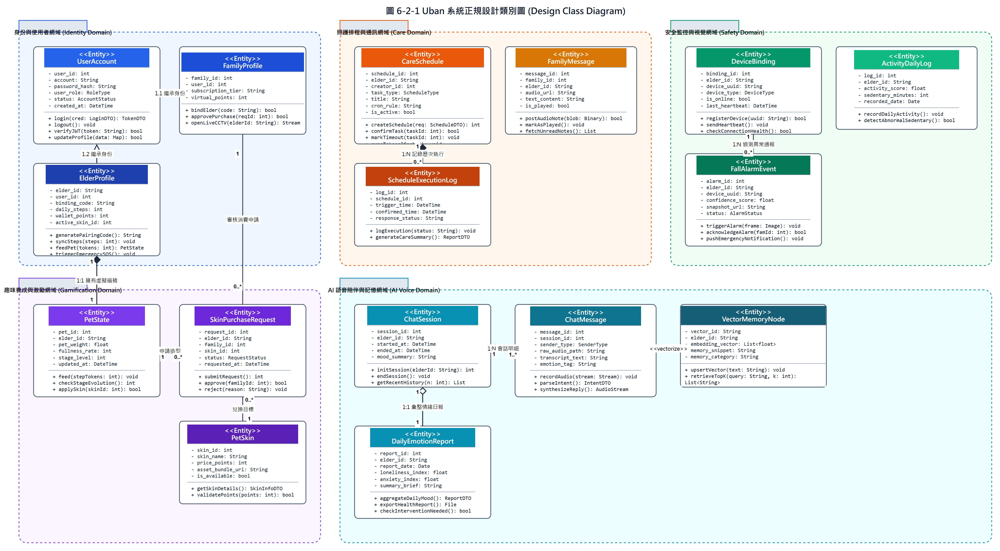 圖 6-2-1 Uban 系統正規設計類別圖 (Design Class Diagram)
身份與使用者網域 (Identity Domain)
<<Entity>>
UserAccount
- user_id: int
- account: String
- password_hash: String
- user_role: RoleType
- status: AccountStatus
- created_at: DateTime
+ login(cred: LoginDTO): TokenDTO
+ logout(): void
+ verifyJWT(token: String): bool
+ updateProfile(data: Map): bool
1.1 繼承身份
<<Entity>>
FamilyProfile
- family_id: int
- user_id: int
- subscription_tier: String
- virtual_points: int
+ bindElder(code: String): bool
+ approvePurchase(reqId: int): bool
+ openLiveCCTV(elderId: String): Stream
1.2 繼承身份
<<Entity>>
ElderProfile
- elder_id: String
- user_id: int
- binding_code: String
- daily_steps: int
- wallet_points: int
- active_skin_id: int
+ generatePairingCode(): String
+ syncSteps(steps: int): void
+ feedPet(tokens: int): PetState
+ triggerEmergencySOS(): void
1
審核消費申請
0..*
1
1:1 擁有虛擬福豬
1
照護排程與通訊網域 (Care Domain)
<<Entity>>
CareSchedule
- schedule_id: int
- elder_id: String
- creator_id: int
- task_type: ScheduleType
- title: String
- cron_rule: String
- is_active: bool
+ createSchedule(req: ScheduleDTO): int
+ confirmTask(taskId: int): bool
+ markTimeout(taskId: int): void
1
1:N 記錄歷次執行
0..*
<<Entity>>
FamilyMessage
- message_id: int
- family_id: int
- elder_id: String
- audio_url: String
- text_content: String
- is_played: bool
+ postAudioNote(blob: Binary): bool
+ markAsPlayed(): void
+ fetchUnreadNotes(): List
<<Entity>>
ScheduleExecutionLog
- log_id: int
- schedule_id: int
- trigger_time: DateTime
- confirmed_time: DateTime
- response_status: String
+ logExecution(status: String): void
+ generateCareSummary(): ReportDTO
安全監控與視覺網域 (Safety Domain)
<<Entity>>
DeviceBinding
- binding_id: int
- elder_id: String
- device_uuid: String
- device_type: DeviceType
- is_online: bool
- last_heartbeat: DateTime
+ registerDevice(uuid: String): bool
+ sendHeartbeat(): void
+ checkConnectionHealth(): bool
1
1:N 偵測異常通報
0..*
<<Entity>>
ActivityDailyLog
- log_id: int
- elder_id: String
- activity_score: float
- sedentary_minutes: int
- recorded_date: Date
+ recordDailyActivity(): void
+ detectAbnormalSedentary(): bool
<<Entity>>
FallAlarmEvent
- alarm_id: int
- elder_id: String
- device_uuid: String
- confidence_score: float
- snapshot_url: String
- status: AlarmStatus
+ triggerAlarm(frame: Image): void
+ acknowledgeAlarm(famId: int): bool
+ pushEmergencyNotification(): void
趣味養成與激勵網域 (Gamification Domain)
<<Entity>>
PetState
- pet_id: int
- elder_id: String
- pet_weight: float
- fullness_rate: int
- stage_level: int
- updated_at: DateTime
+ feed(stepTokens: int): void
+ checkStageEvolution(): int
+ applySkin(skinId: int): bool
申請造型
1
0..*
<<Entity>>
SkinPurchaseRequest
- request_id: int
- elder_id: String
- family_id: int
- skin_id: int
- status: RequestStatus
- requested_at: DateTime
+ submitRequest(): int
+ approve(familyId: int): bool
+ reject(reason: String): void
0..*
兌換目標
1
<<Entity>>
PetSkin
- skin_id: int
- skin_name: String
- price_points: int
- asset_bundle_uri: String
- is_available: bool
+ getSkinDetails(): SkinInfoDTO
+ validatePoints(points: int): bool
AI 語音陪伴與記憶網域 (AI Voice Domain)
<<Entity>>
ChatSession
- session_id: int
- elder_id: String
- started_at: DateTime
- ended_at: DateTime
- mood_summary: String
+ initSession(elderId: String): int
+ endSession(): void
+ getRecentHistory(n: int): List
1:N 會話明細
1
1..*
<<Entity>>
ChatMessage
- message_id: int
- session_id: int
- sender_type: SenderType
- raw_audio_path: String
- transcript_text: String
- emotion_tag: String
+ recordAudio(stream: Stream): void
+ parseIntent(): IntentDTO
+ synthesizeReply(): AudioStream
<<vectorize>>
<<Entity>>
VectorMemoryNode
- vector_id: String
- elder_id: String
- embedding_vector: List<float>
memory_snippet: String
- memory_category: String
+ upsertVector(text: String): void
+ retrieveTopK(query: String, k: int):
List<String>
1
1:1 彙整情緒日報
1
<<Entity>>
DailyEmotionReport
- report_id: int
- elder_id: String
- report_date: Date
- loneliness_index: float
- anxiety_index: float
- summary_brief: String
+ aggregateDailyMood(): ReportDTO
+ exportHealthReport(): File
+ checkInterventionNeeded(): bool